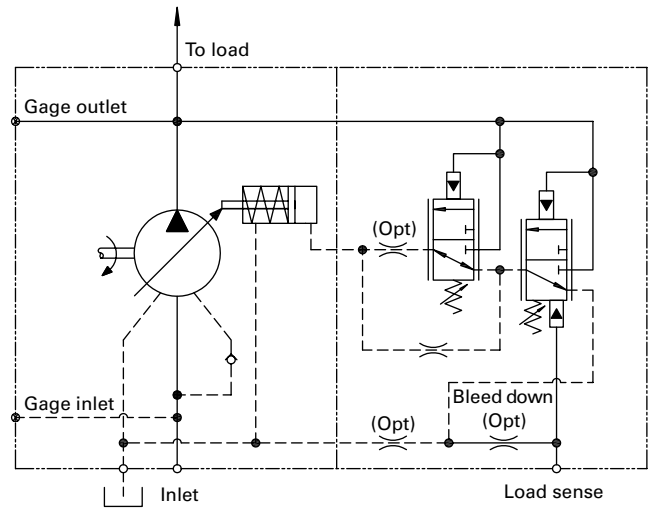 To load
Gage outlet
(Opt)
Gage inlet
Bleed down
(Opt)
(Opt)
Inlet
Load sense